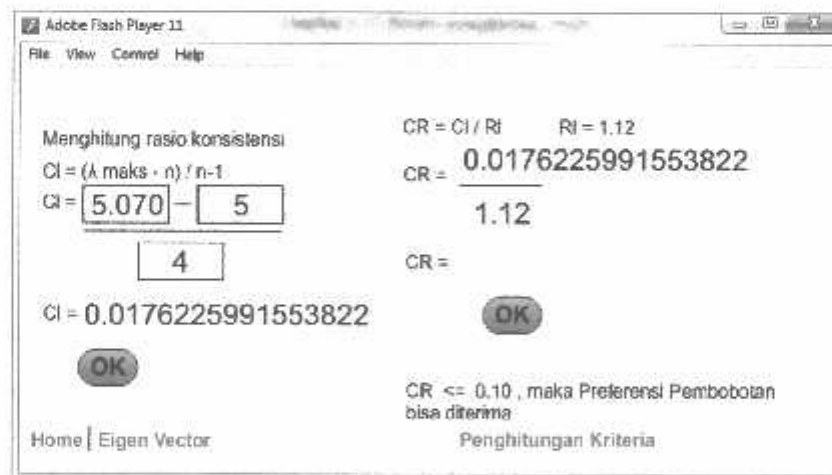 Adobe Flash Player 11
File View Control Help
Menghitung rasio konsistensi
CI = (λ maks - n) / n-1
CI = 5.070 – 5
4
CI = 0.0176225991553822
OK
CR = CI / RI RI = 1.12
CR = 0.0176225991553822
1.12
CR =
OK
CR <= 0.10 , maka Preferensi Pembobotan
bisa diterima
Home | Eigen Vector
Penghitungan Kriteria